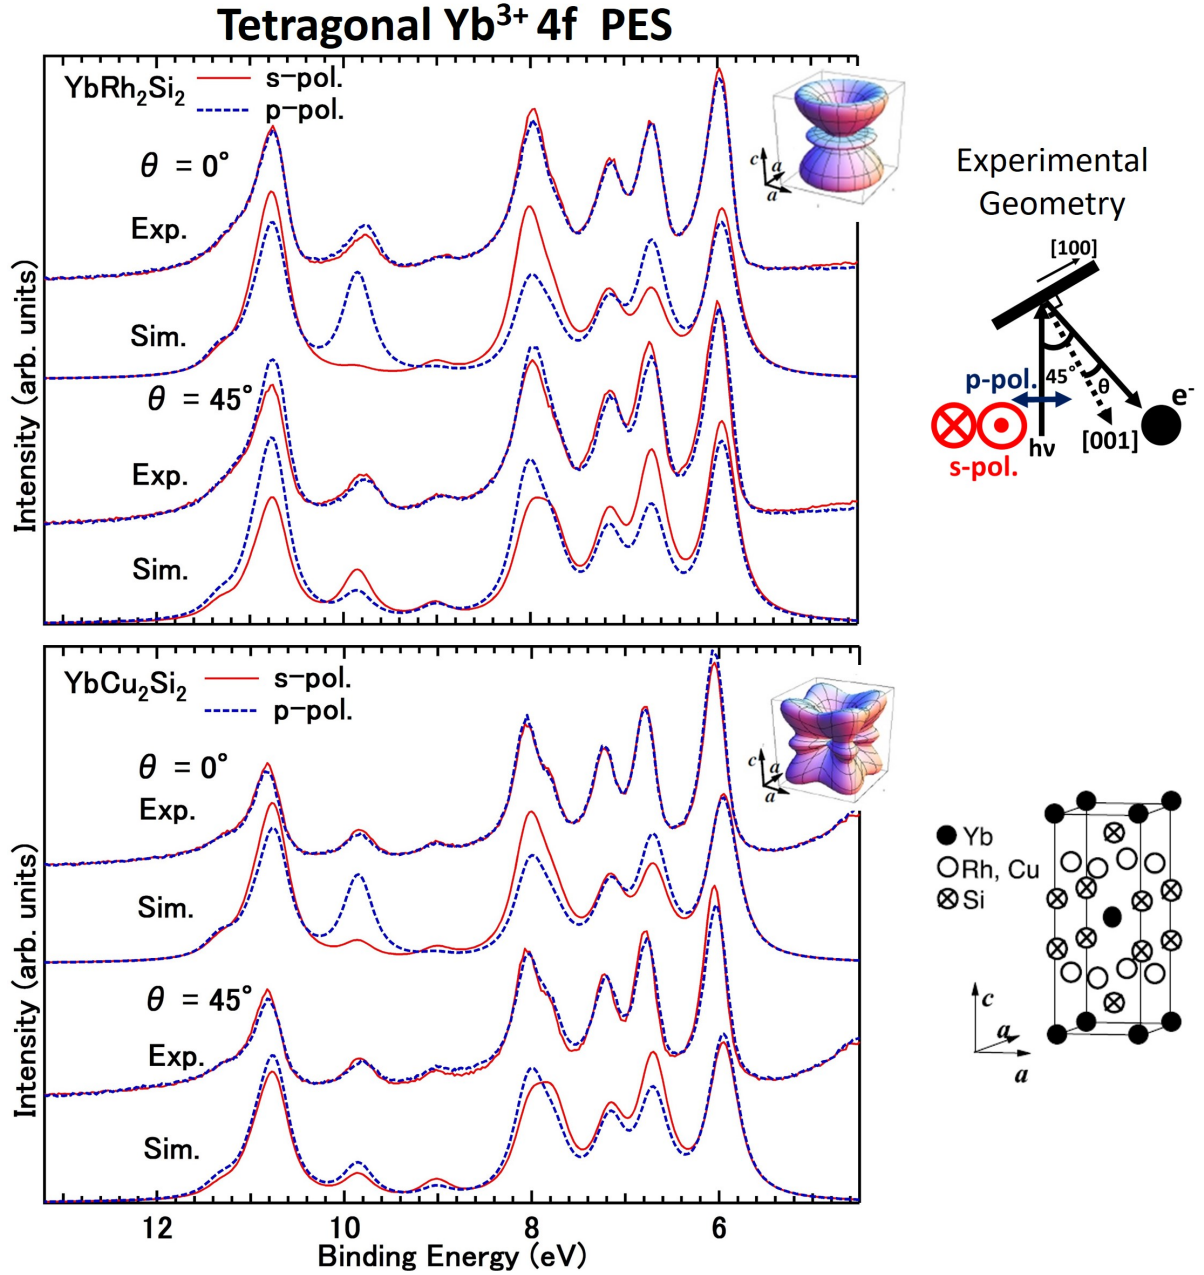 Tetragonal Yb³⁺ 4f PES
YbRh₂Si₂
s-pol.
p-pol.
θ = 0°
Exp.
Sim.
θ = 45°
Exp.
Sim.
Intensity (arb. units)
c
a
a
Experimental
Geometry
[100]
p-pol.
45°
θ
e⁻
s-pol.
hν
[001]
YbCu₂Si₂
s-pol.
p-pol.
θ = 0°
Exp.
Sim.
θ = 45°
Exp.
Sim.
Intensity (arb. units)
c
a
a
Yb
Rh, Cu
Si
c
a
a
12
10
8
6
Binding Energy (eV)